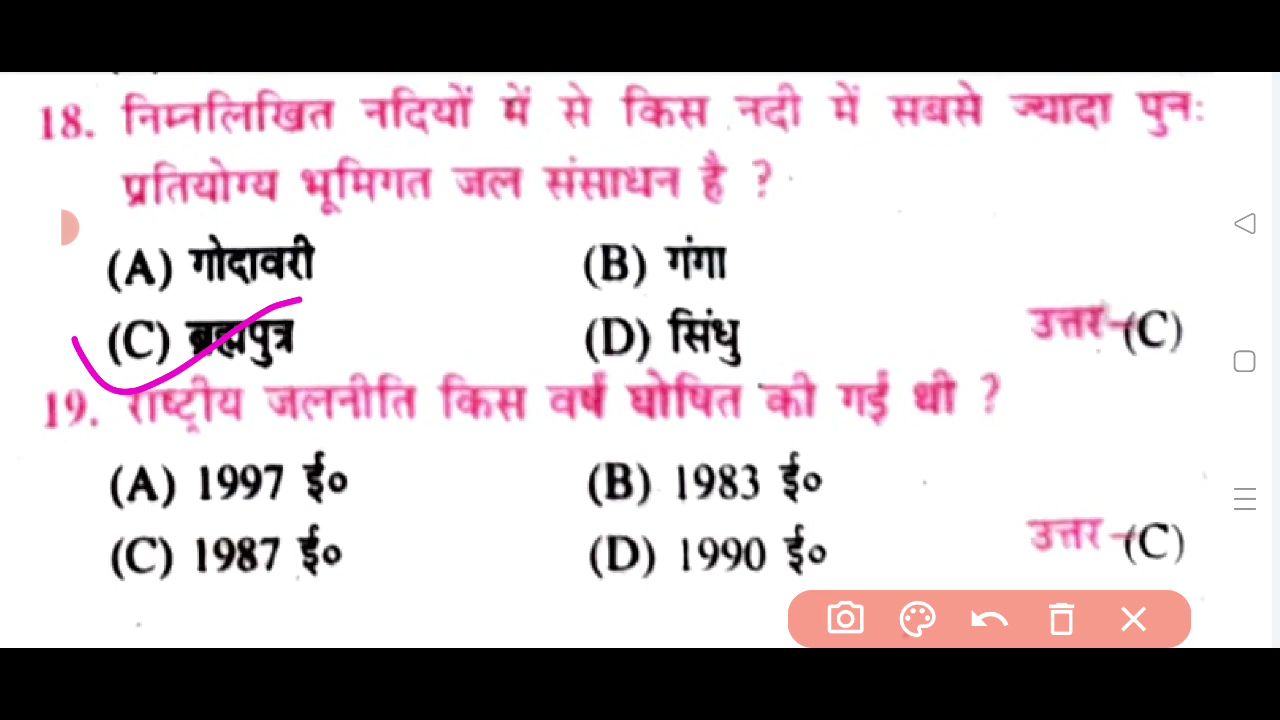 18. निम्नलिखित नदियों में से किस नदी में सबसे ज्यादा पुनः
प्रतियोग्य भूमिगत जल संसाधन है ?
(A) गोदावरी (B) गंगा
(C) ब्रह्मपुत्र (D) सिंधु उत्तर–(C)
19. राष्ट्रीय जलनीति किस वर्ष घोषित की गई थी ?
(A) 1997 ई० (B) 1983 ई०
(C) 1987 ई० (D) 1990 ई० उत्तर–(C)